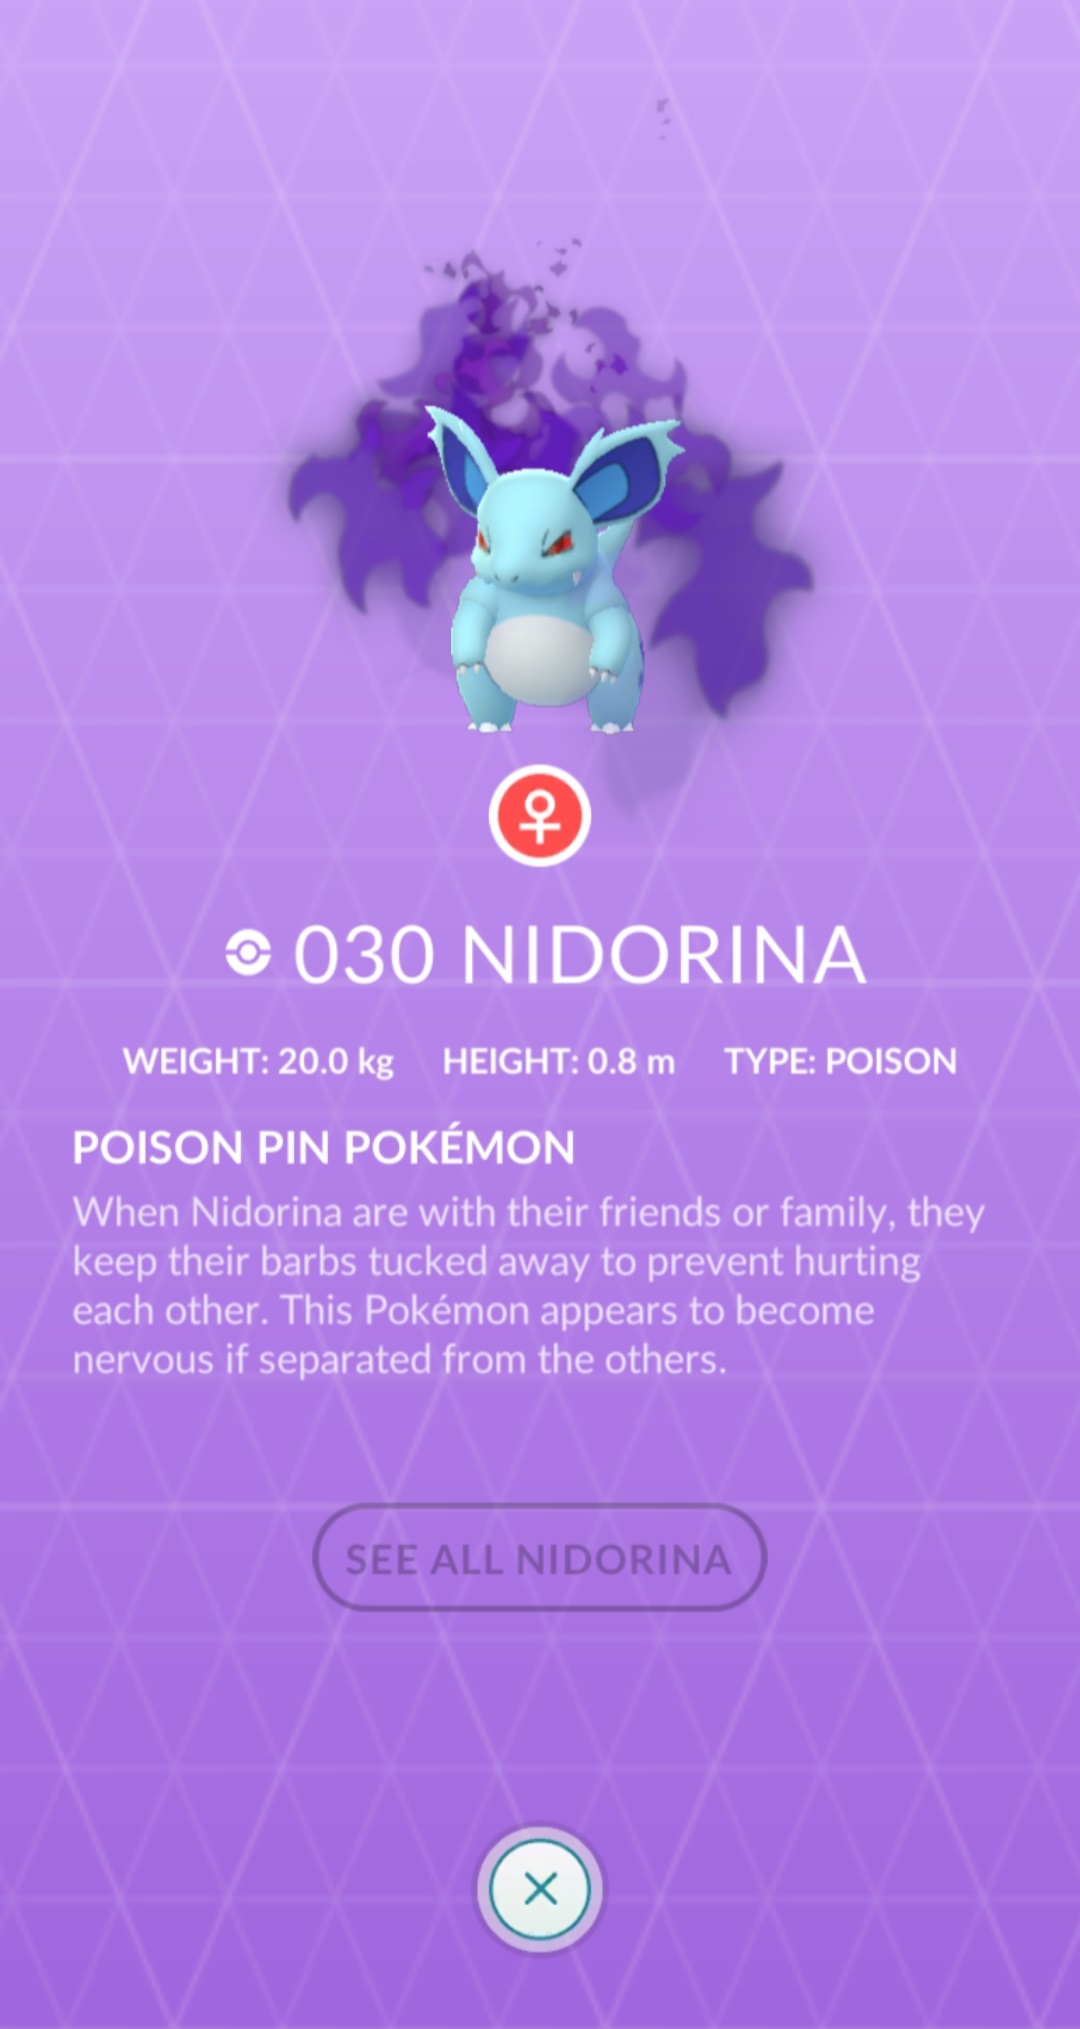 030 NIDORINA
WEIGHT: 20.0 kg HEIGHT: 0.8 m TYPE: POISON
POISON PIN POKÉMON
When Nidorina are with their friends or family, they
keep their barbs tucked away to prevent hurting
each other. This Pokémon appears to become
nervous if separated from the others.
SEE ALL NIDORINA